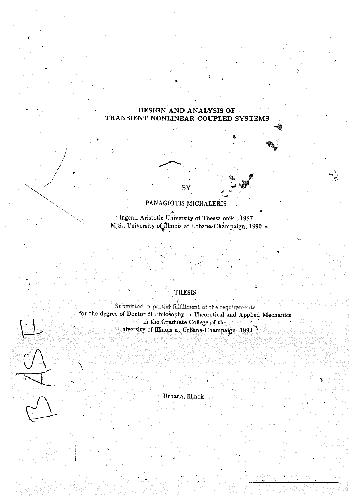 DESIGN AND ANALYSIS OF
TRANSIENT NONLINEAR COUPLED SYSTEMS
BY
PANAGIOTIS MICHALERIS
Ingen., Aristotle University of Thessaloniki, 1987
M.S., University of Illinois at Urbana-Champaign, 1990
THESIS
Submitted in partial fulfillment of the requirements
for the degree of Doctor of Philosophy in Theoretical and Applied Mechanics
in the Graduate College of the
University of Illinois at Urbana-Champaign,
Urbana, Illinois
BASE